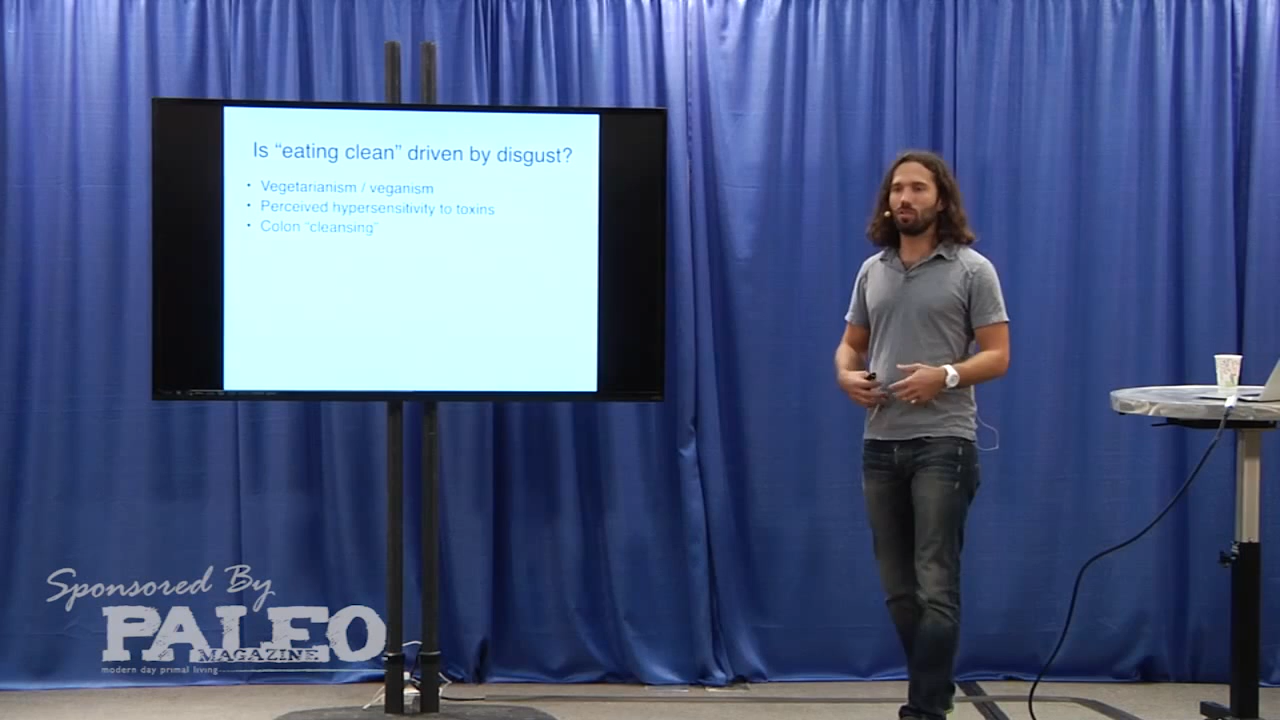 Is “eating clean” driven by disgust?
• Vegetarianism / veganism
• Perceived hypersensitivity to toxins
• Colon “cleansing”
Sponsored By
PALEO
MAGAZINE
modern day primal living